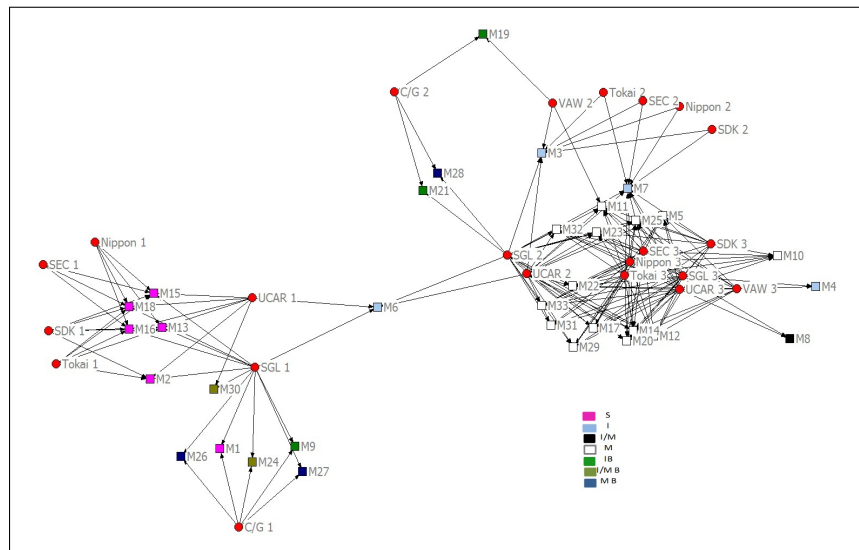 M19
C/G 2
Tokai 2
SEC 2
VAW 2
Nippon 2
SDK 2
M3
M28
M21
M7
M11
M25
M5
M32
M23
Nippon 1
SEC 1
SGL 2
SEC 3
SDK 3
M10
Nippon 3
UCAR 2
Tokai 3
SGL 3
M15
UCAR 1
M22
UCAR 3
VAW 3
M4
M18
M6
M33
SDK 1
M16
M13
M31
M17
M14
M12
M8
M29
M20
Tokai 1
M2
SGL 1
M30
S
I
I/M
M
I B
I/M B
M B
M26
M1
M24
M9
M27
C/G 1